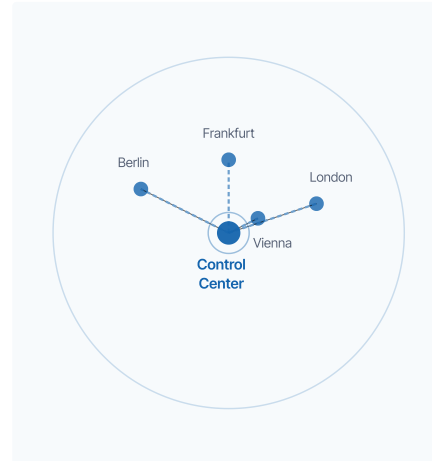 Frankfurt
Berlin
London
Vienna
Control
Center